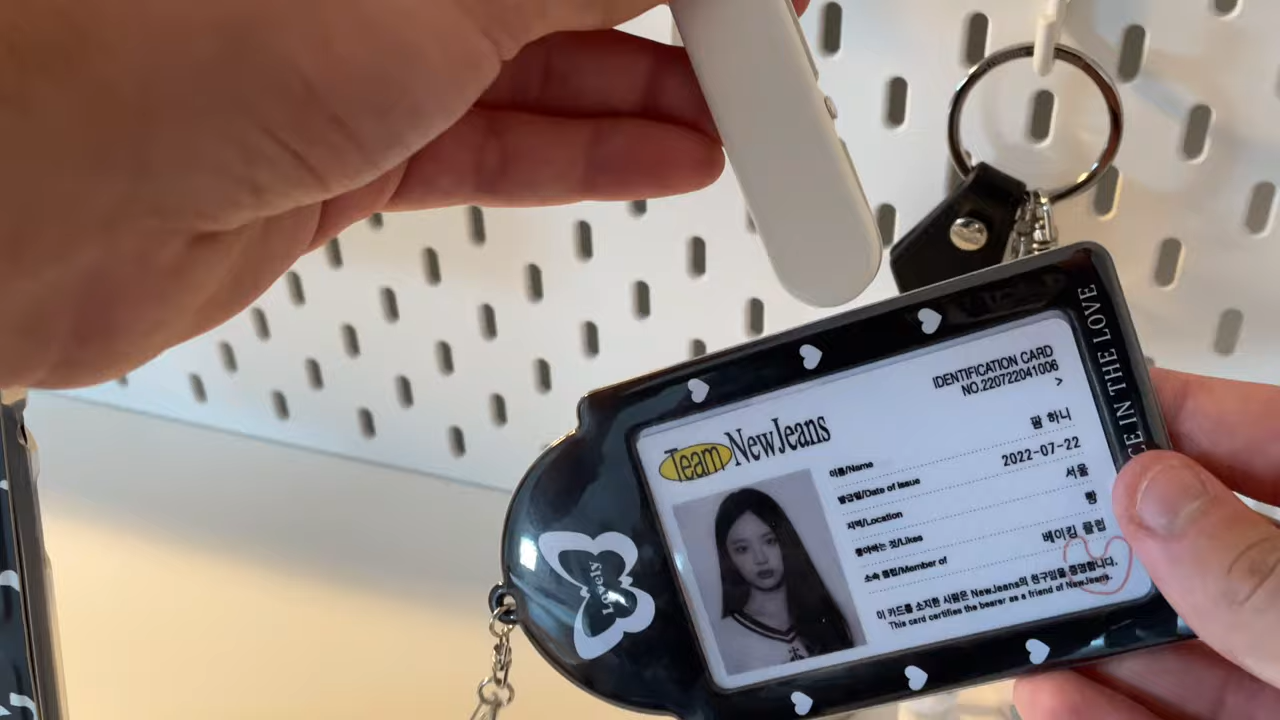 IDENTIFICATION CARD
NO.220722041006
>
Team NewJeans
이름/Name 팜 하니
발급일/Date of issue 2022-07-22
지역/Location 서울
좋아하는 것/Likes 빵
소속 클럽/Member of 베이킹 클럽
이 카드를 소지한 사람은 NewJeans의 친구임을 증명합니다.
This card certifies the bearer as a friend of NewJeans.
Lovely
IN THE LOVE